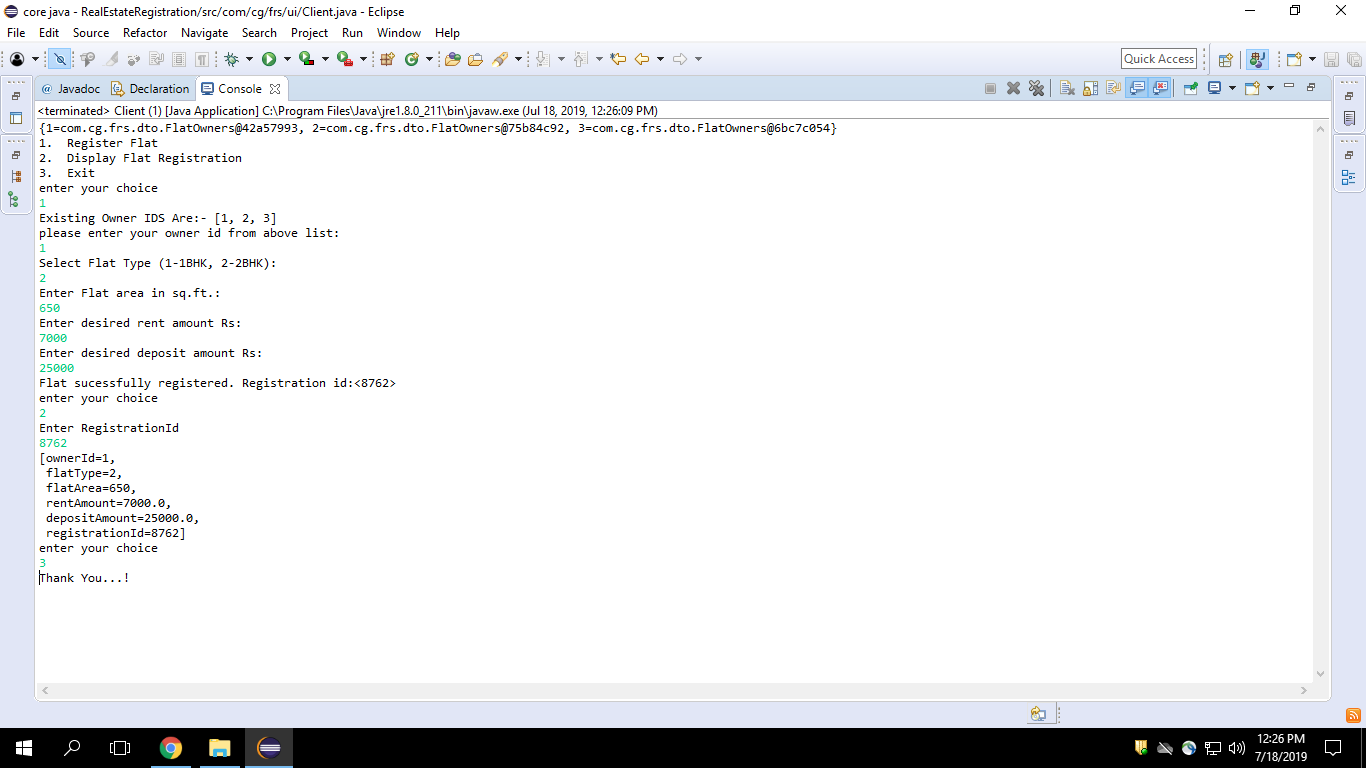 core java - RealEstateRegistration/src/com/cg/frs/ui/Client.java - Eclipse
File Edit Source Refactor Navigate Search Project Run Window Help
Quick Access
@ Javadoc Declaration Console
<terminated> Client (1) [Java Application] C:\Program Files\Java\jre1.8.0_211\bin\javaw.exe (Jul 18, 2019, 12:26:09 PM)
{1=com.cg.frs.dto.FlatOwners@42a57993, 2=com.cg.frs.dto.FlatOwners@75b84c92, 3=com.cg.frs.dto.FlatOwners@6bc7c054}
1. Register Flat
2. Display Flat Registration
3. Exit
enter your choice
1
Existing Owner IDS Are:- [1, 2, 3]
please enter your owner id from above list:
1
Select Flat Type (1-1BHK, 2-2BHK):
2
Enter Flat area in sq.ft.:
650
Enter desired rent amount Rs:
7000
Enter desired deposit amount Rs:
25000
Flat sucessfully registered. Registration id:<8762>
enter your choice
2
Enter RegistrationId
8762
[ownerId=1,
flatType=2,
flatArea=650,
rentAmount=7000.0,
depositAmount=25000.0,
registrationId=8762]
enter your choice
3
Thank You...!
12:26 PM
7/18/2019